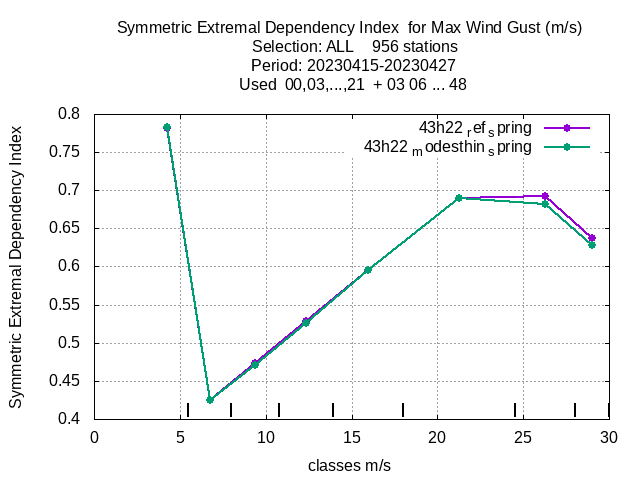 Symmetric Extremal Dependency Index  for Max Wind Gust (m/s)
Selection: ALL    956 stations
Period: 20230415-20230427
Used  00,03,...,21  + 03 06 ... 48
Symmetric Extremal Dependency Index
0.8
0.75
0.7
0.65
0.6
0.55
0.5
0.45
0.4
43h22 ref spring
43h22 modesthin spring
0 5 10 15 20 25 30
classes m/s